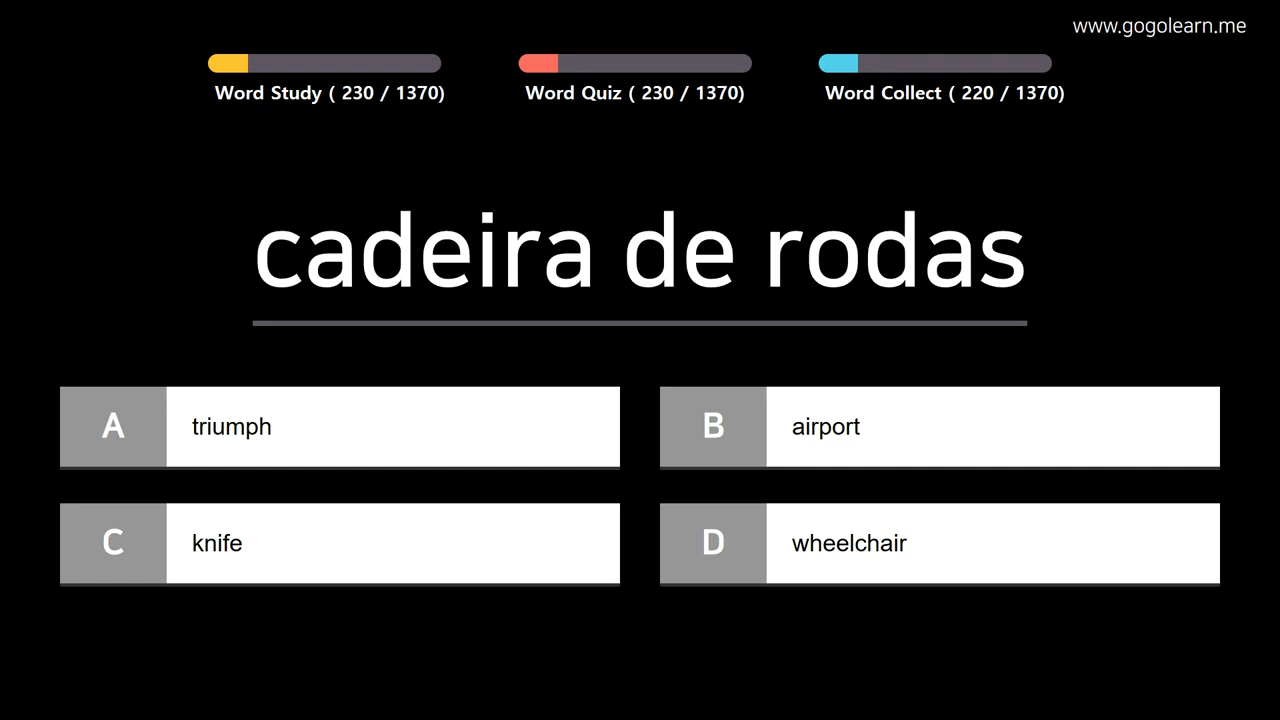 www.gogolearn.me
Word Study ( 230 / 1370)
Word Quiz ( 230 / 1370)
Word Collect ( 220 / 1370)
cadeira de rodas
A triumph
B airport
C knife
D wheelchair